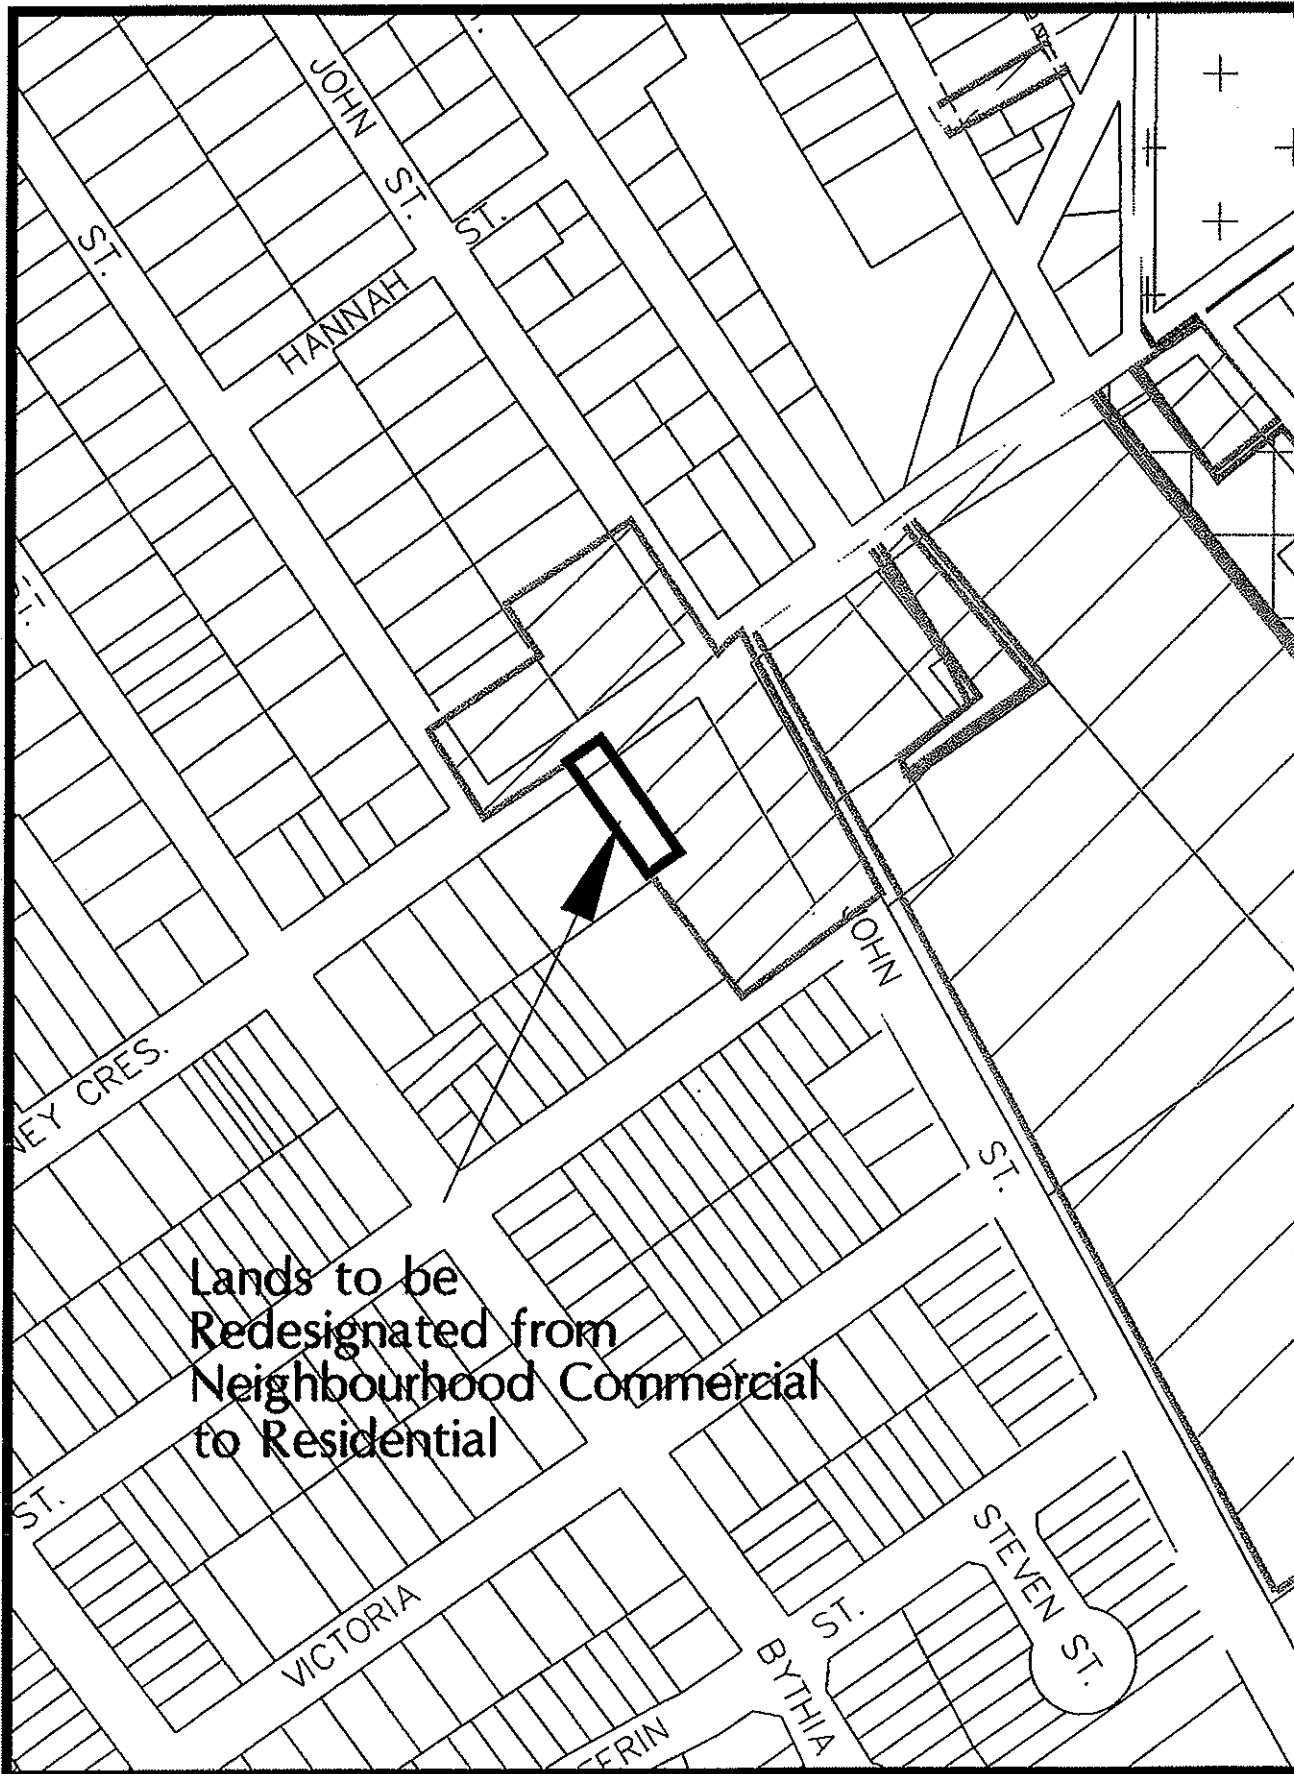 JOHN
ST.
ST.
ST.
HANNAH
ST.
JOHN
NEY CRES.
ST.
Lands to be
Redesignated from
Neighbourhood Commercial
to Residential
ST.
VICTORIA
STEVEN ST.
ST.
BYTHIA
FERIN